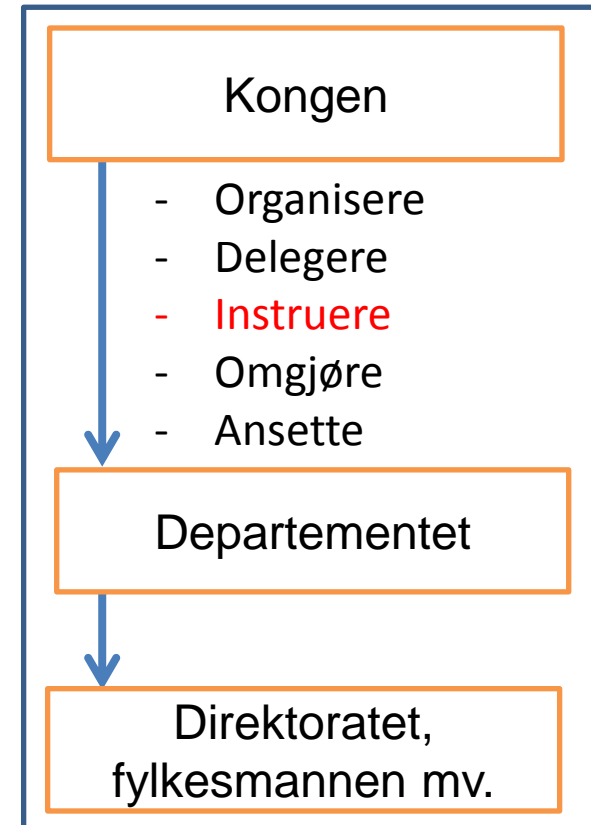 Kongen
- Organisere
- Delegere
- Instruere
- Omgjøre
- Ansette
Departementet
Direktoratet,
fylkesmannen mv.